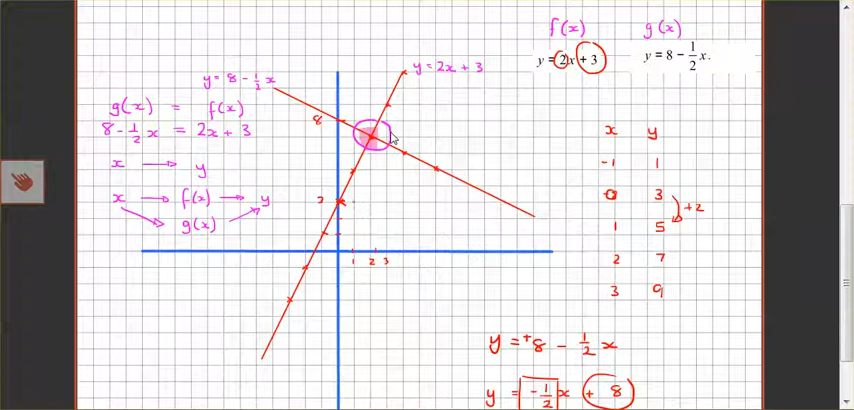 f(x)
g(x)
y = 2x + 3
y = 8 − 1/2 x.
y = 8 − 1/2 x
y = 2x + 3
g(x) = f(x)
8 − 1/2 x = 2x + 3
x → y
x → f(x) → y
g(x)
8
1 2 3
x y
-1 1
0 3
+2
1 5
2 7
3 9
y = +8 − 1/2 x
y = −1/2 x + 8